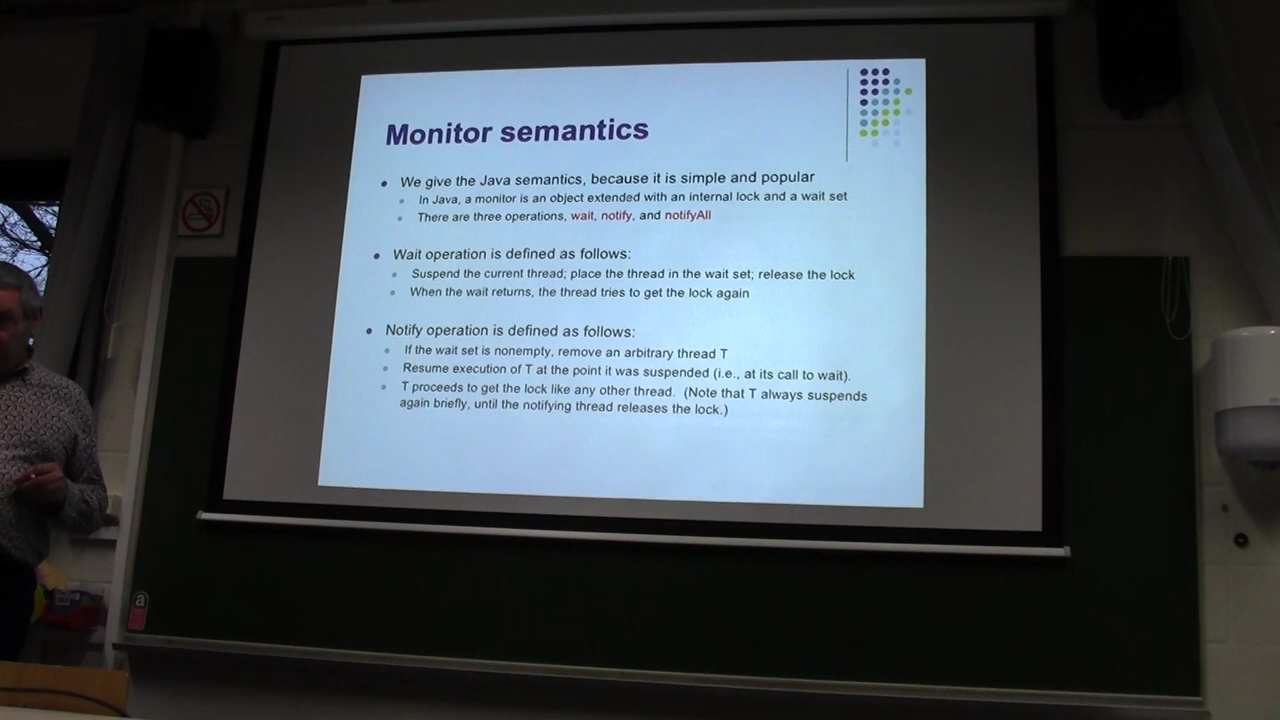 Monitor semantics
We give the Java semantics, because it is simple and popular
In Java, a monitor is an object extended with an internal lock and a wait set
There are three operations, wait, notify, and notifyAll
Wait operation is defined as follows:
Suspend the current thread; place the thread in the wait set; release the lock
When the wait returns, the thread tries to get the lock again
Notify operation is defined as follows:
If the wait set is nonempty, remove an arbitrary thread T
Resume execution of T at the point it was suspended (i.e., at its call to wait).
T proceeds to get the lock like any other thread. (Note that T always suspends
again briefly, until the notifying thread releases the lock.)
a